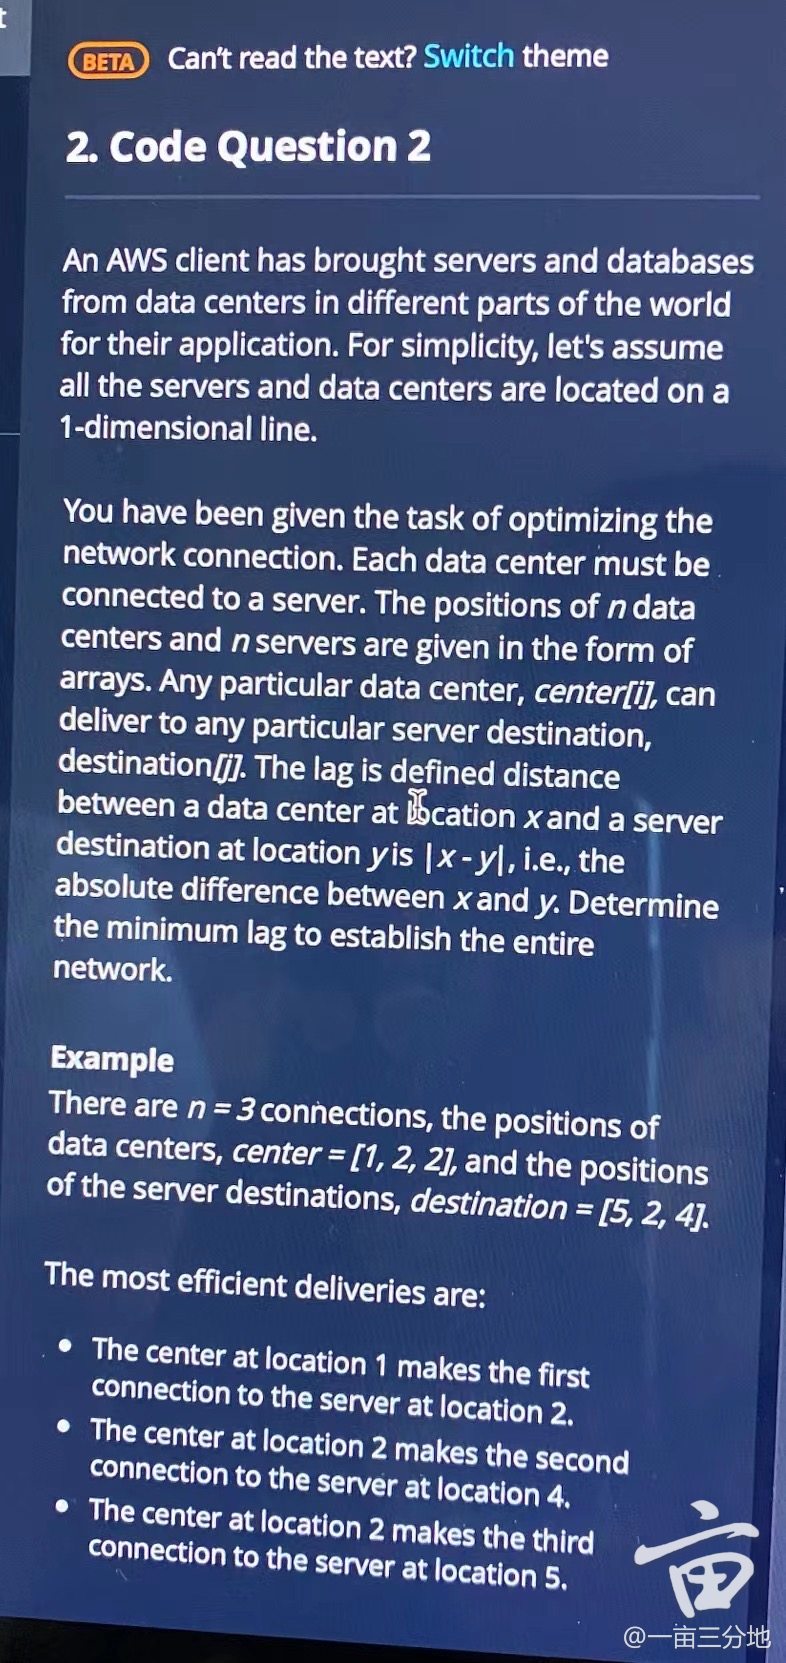 t
BETA Can't read the text? Switch theme
2. Code Question 2
An AWS client has brought servers and databases
from data centers in different parts of the world
for their application. For simplicity, let's assume
all the servers and data centers are located on a
1-dimensional line.
You have been given the task of optimizing the
network connection. Each data center must be
connected to a server. The positions of n data
centers and n servers are given in the form of
arrays. Any particular data center, center[i], can
deliver to any particular server destination,
destination[j]. The lag is defined distance
between a data center at location x and a server
destination at location y is |x - y|, i.e., the
absolute difference between x and y. Determine
the minimum lag to establish the entire
network.
Example
There are n = 3 connections, the positions of
data centers, center = [1, 2, 2], and the positions
of the server destinations, destination = [5, 2, 4].
The most efficient deliveries are:
• The center at location 1 makes the first
connection to the server at location 2.
• The center at location 2 makes the second
connection to the server at location 4.
• The center at location 2 makes the third
connection to the server at location 5.
亩
@一亩三分地